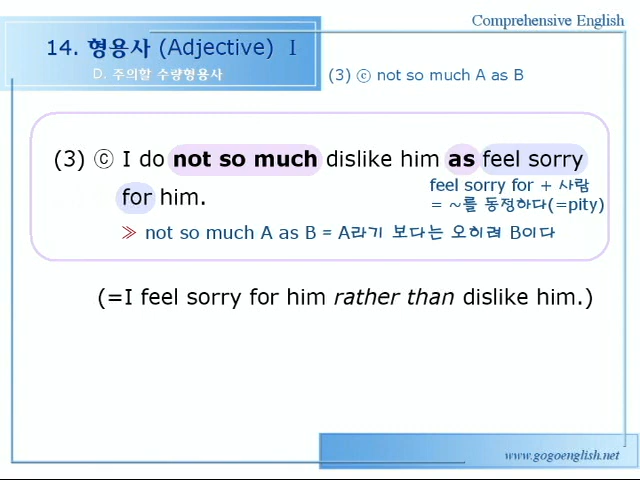 Comprehensive English
14. 형용사 (Adjective) Ⅰ
D. 주의할 수량형용사
(3) ⓒ not so much A as B
(3) ⓒ I do not so much dislike him as feel sorry
for him.
feel sorry for + 사람
= ~를 동정하다(=pity)
≫ not so much A as B = A라기 보다는 오히려 B이다
(=I feel sorry for him rather than dislike him.)
www.gogoenglish.net